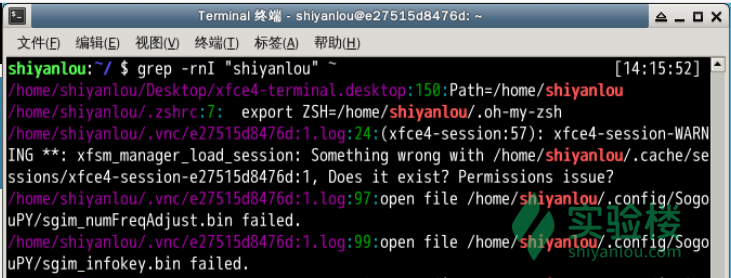 Terminal 终端 - shiyanlou@e27515d8476d: ~
文件(F) 编辑(E) 视图(V) 终端(T) 标签(A) 帮助(H)
shiyanlou:~/ $ grep -rnI "shiyanlou" ~ [14:15:52]
/home/shiyanlou/Desktop/xfce4-terminal.desktop:150:Path=/home/shiyanlou
/home/shiyanlou/.zshrc:7:  export ZSH=/home/shiyanlou/.oh-my-zsh
/home/shiyanlou/.vnc/e27515d8476d:1.log:24:(xfce4-session:57): xfce4-session-WARN
ING **: xfsm_manager_load_session: Something wrong with /home/shiyanlou/.cache/se
ssions/xfce4-session-e27515d8476d:1, Does it exist? Permissions issue?
/home/shiyanlou/.vnc/e27515d8476d:1.log:97:open file /home/shiyanlou/.config/Sogo
uPY/sgim_numFreqAdjust.bin failed.
/home/shiyanlou/.vnc/e27515d8476d:1.log:99:open file /home/shiyanlou/.config/Sogo
uPY/sgim_infokey.bin failed.
实验楼
shiyanlou.com